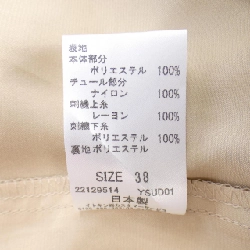 表地
本体部分
ポリエステル 100%
チュール部分
ナイロン 100%
刺繍上糸
レーヨン 100%
刺繍下糸
ポリエステル 100%
裏地ポリエステル 100%
SIZE 38
22129514 YSU001
日本製